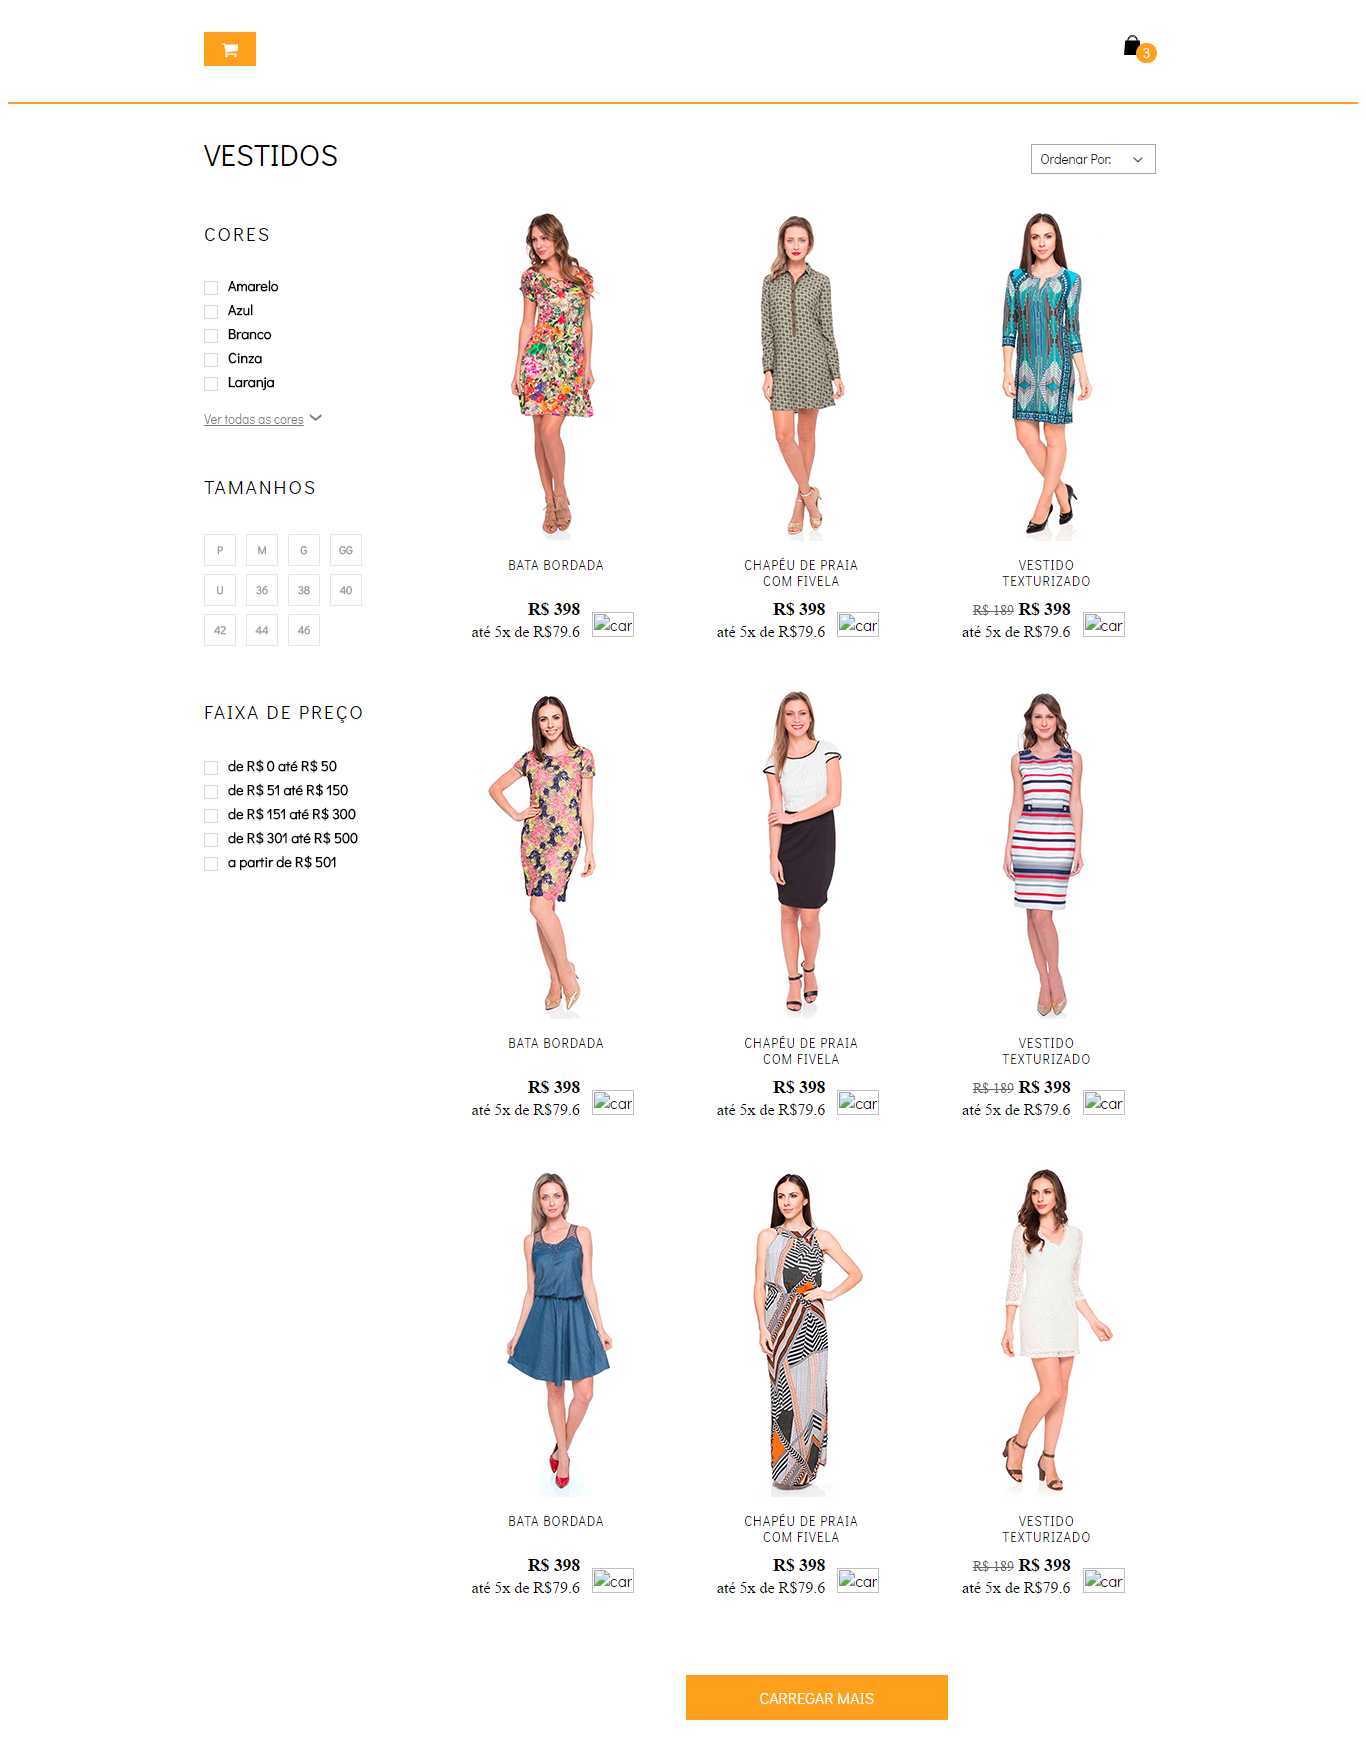 3
VESTIDOS
Ordenar Por:
CORES
Amarelo
Azul
Branco
Cinza
Laranja
Ver todas as cores
TAMANHOS
P M G GG
U 36 38 40
42 44 46
FAIXA DE PREÇO
de R$ 0 até R$ 50
de R$ 51 até R$ 150
de R$ 151 até R$ 300
de R$ 301 até R$ 500
a partir de R$ 501
BATA BORDADA
R$ 398
até 5x de R$79.6
car
CHAPÉU DE PRAIA
COM FIVELA
R$ 398
até 5x de R$79.6
car
VESTIDO
TEXTURIZADO
R$ 189 R$ 398
até 5x de R$79.6
car
BATA BORDADA
R$ 398
até 5x de R$79.6
car
CHAPÉU DE PRAIA
COM FIVELA
R$ 398
até 5x de R$79.6
car
VESTIDO
TEXTURIZADO
R$ 189 R$ 398
até 5x de R$79.6
car
BATA BORDADA
R$ 398
até 5x de R$79.6
car
CHAPÉU DE PRAIA
COM FIVELA
R$ 398
até 5x de R$79.6
car
VESTIDO
TEXTURIZADO
R$ 189 R$ 398
até 5x de R$79.6
car
CARREGAR MAIS